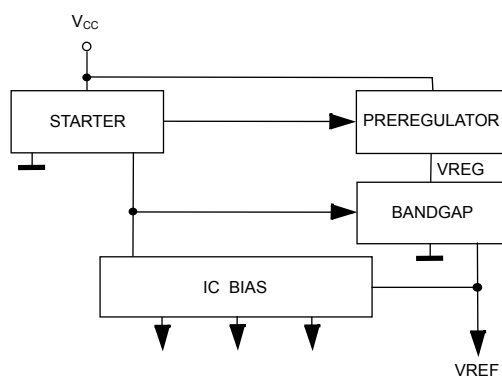 VCC
STARTER
PREREGULATOR
VREG
BANDGAP
IC BIAS
VREF